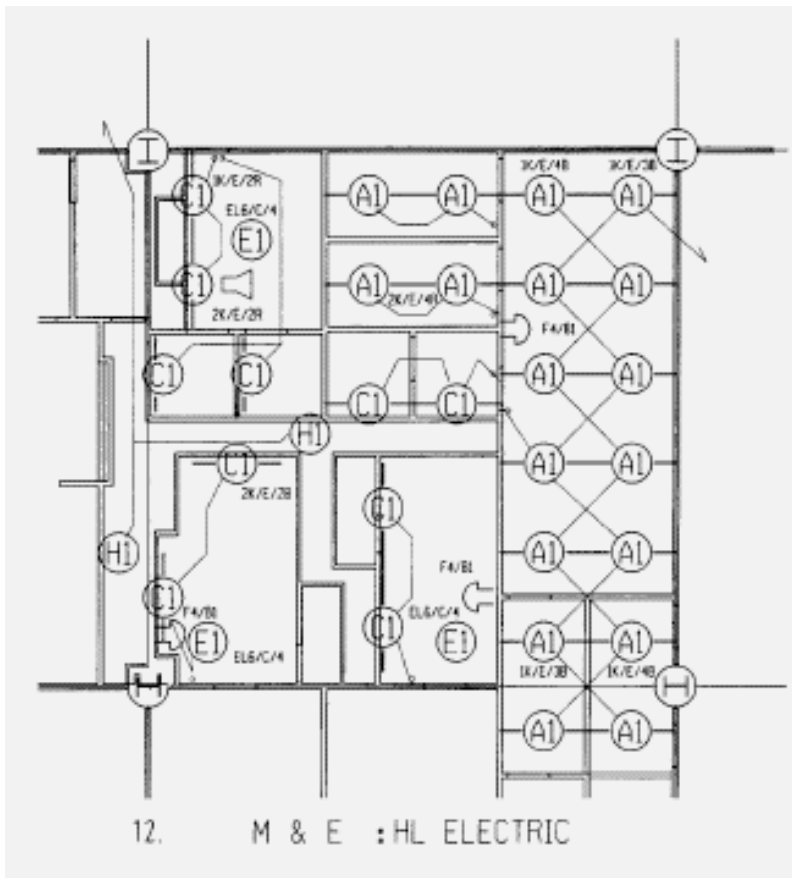 I I
C1 1K/E/2R A1 A1 1K/E/4B A1 1K/E/3B A1
EL6/C/4
E1
C1 A1 A1 A1 A1
2K/E/4B
2K/E/2R
F4/B1
C1 C1 A1 A1
C1 C1
H1
C1 A1 A1
2K/E/2B
C1
H1 A1 A1
F4/B1
C1
F4/B1 EL6/C/4
E1 C1 E1 A1 A1
EL6/C/4
1K/E/3B 1K/E/4B
H H
A1 A1
12. M & E : HL ELECTRIC